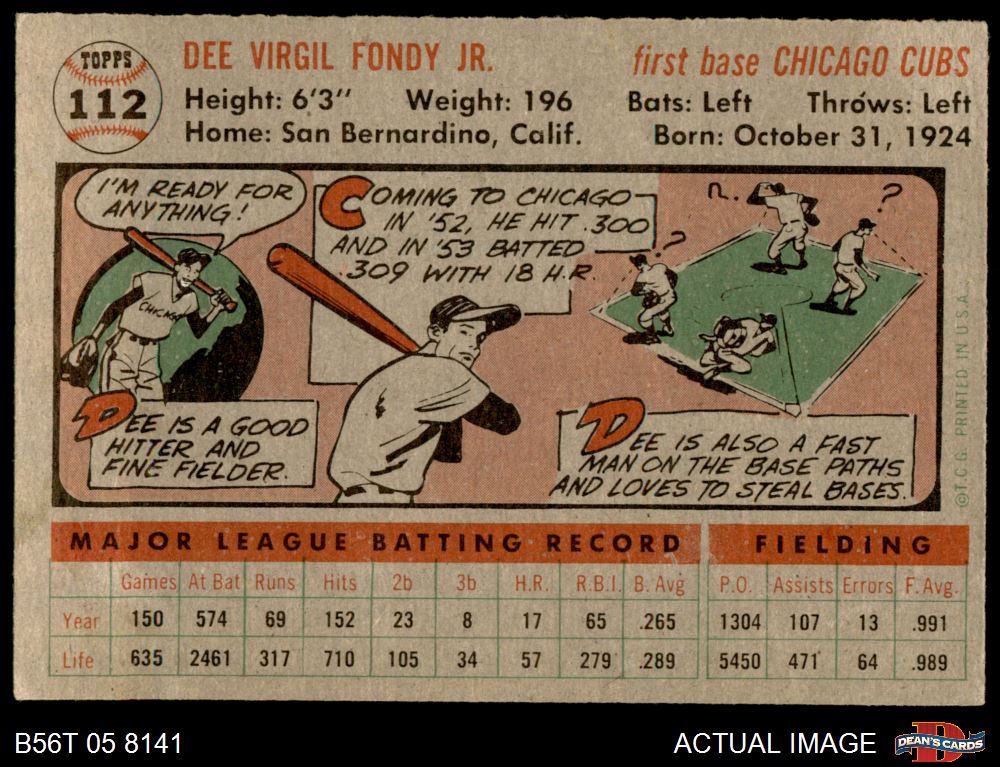 TOPPS
112
DEE VIRGIL FONDY JR.
first base CHICAGO CUBS
Height: 6'3" Weight: 196 Bats: Left Throws: Left
Home: San Bernardino, Calif. Born: October 31, 1924
I'M READY FOR
ANYTHING!
CHICAGO
DEE IS A GOOD
HITTER AND
FINE FIELDER.
COMING TO CHICAGO
IN '52, HE HIT .300
AND IN '53 BATTED
.309 WITH 18 H.R.
?
?
DEE IS ALSO A FAST
MAN ON THE BASE PATHS
AND LOVES TO STEAL BASES.
©T.C.G. PRINTED IN U.S.A.
MAJOR LEAGUE BATTING RECORD FIELDING
Games At Bat Runs Hits 2b 3b H.R. R.B.I. B. Avg P.O. Assists Errors F. Avg.
Year 150 574 69 152 23 8 17 65 .265 1304 107 13 .991
Life 635 2461 317 710 105 34 57 279 .289 5450 471 64 .989
B56T 05 8141
ACTUAL IMAGE
D
DEAN'S CARDS